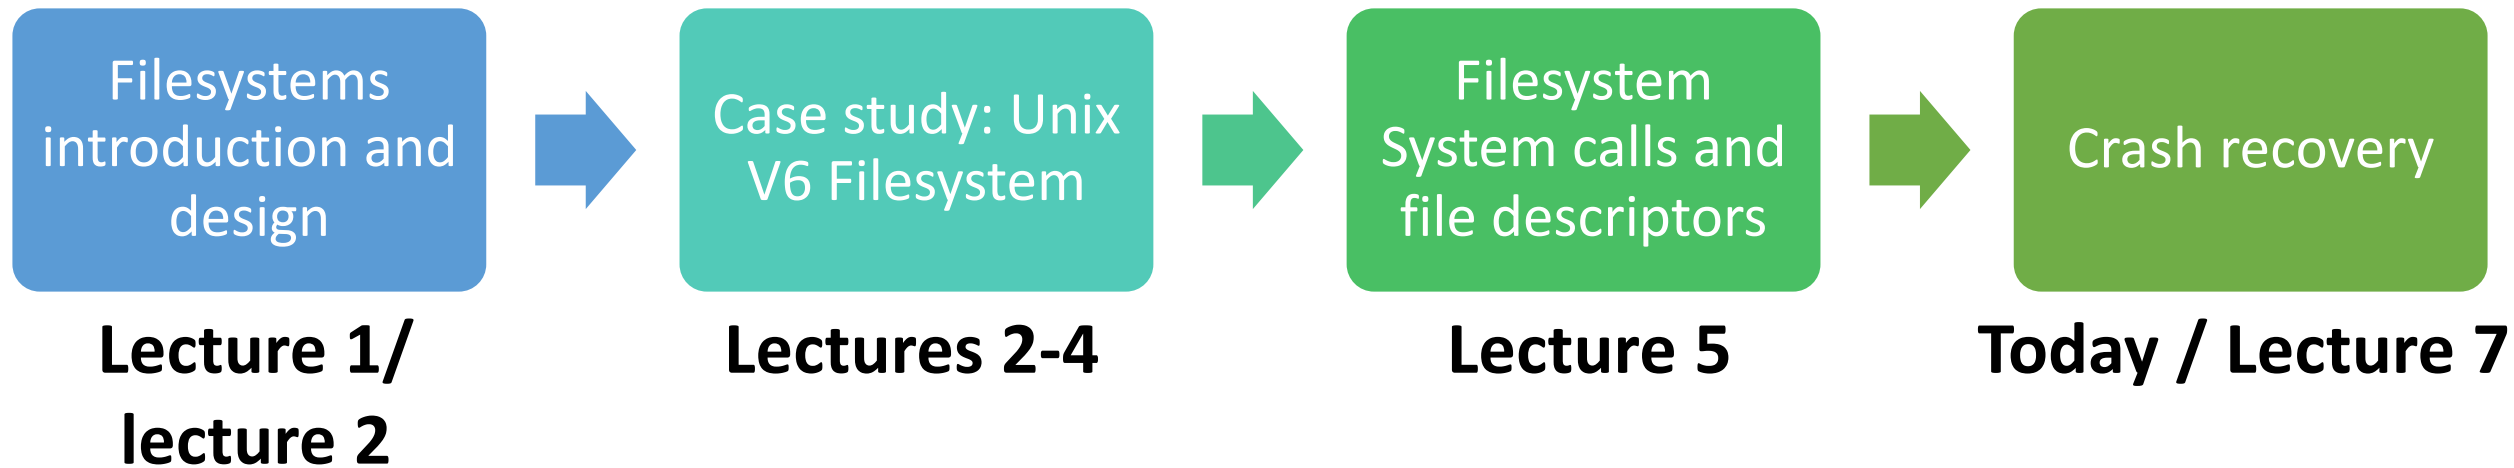 Filesystems
introduction and
design
Case study: Unix
V6 Filesystem
Filesystem
System calls and
file descriptors
Crash recovery
Lecture 1/
lecture 2
Lectures 2-4
Lecture 5
Today / Lecture 7